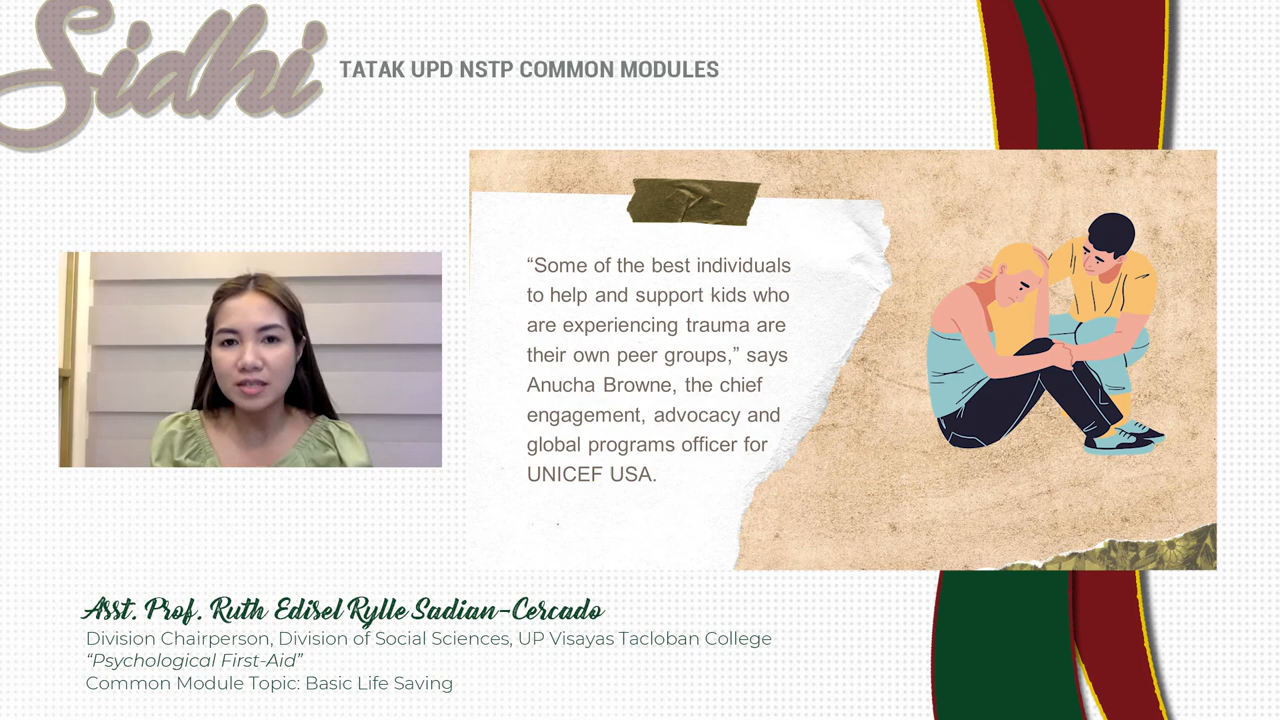 Sidhi
TATAK UPD NSTP COMMON MODULES
“Some of the best individuals
to help and support kids who
are experiencing trauma are
their own peer groups,” says
Anucha Browne, the chief
engagement, advocacy and
global programs officer for
UNICEF USA.
Asst. Prof. Ruth Edisel Rylle Sadian-Cercado
Division Chairperson, Division of Social Sciences, UP Visayas Tacloban College
“Psychological First-Aid”
Common Module Topic: Basic Life Saving